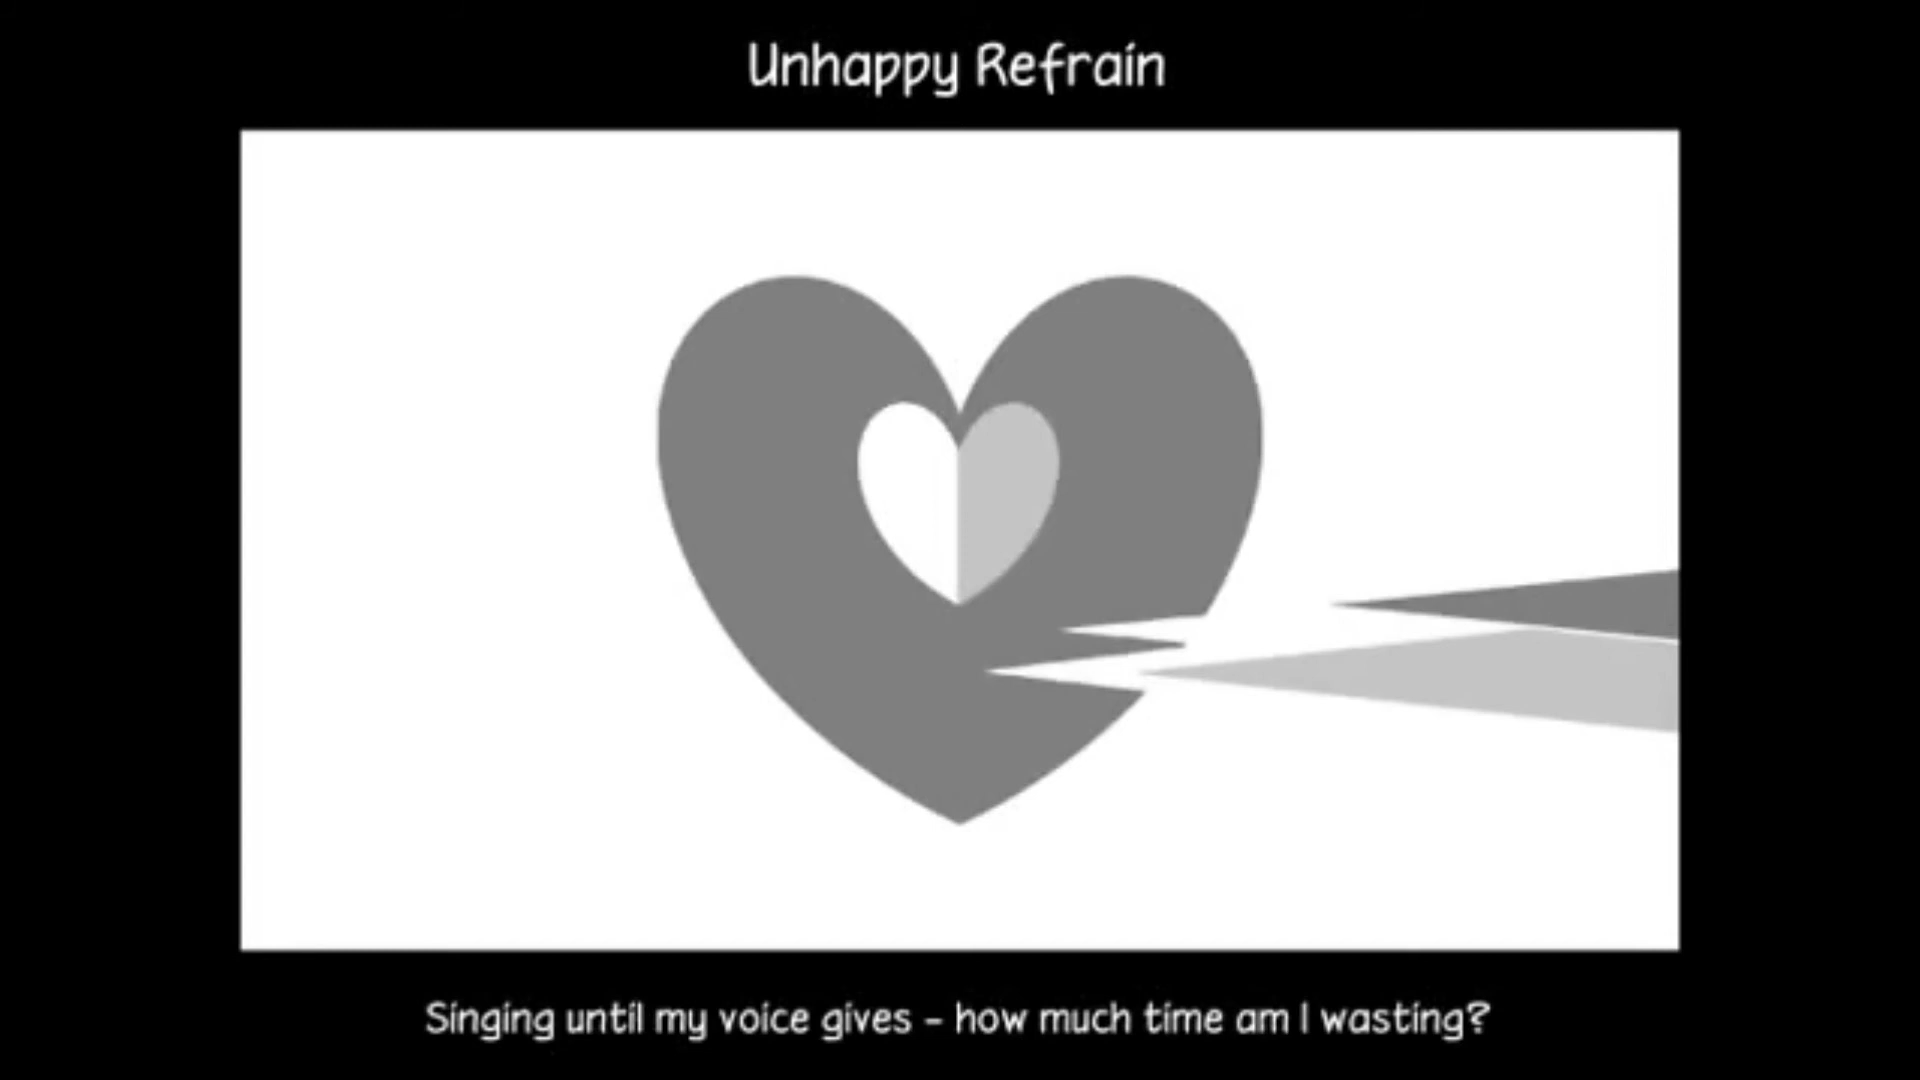 Unhappy Refrain
Singing until my voice gives – how much time am I wasting?